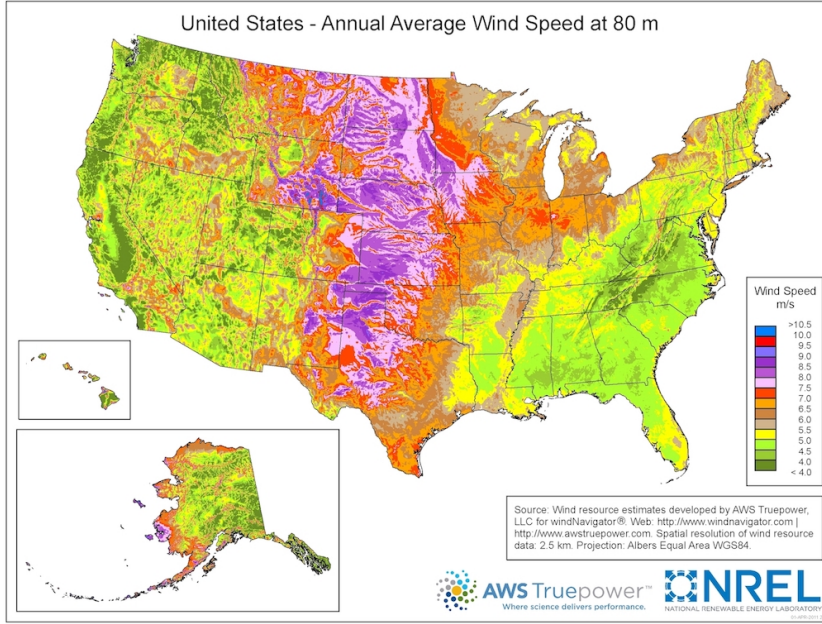 United States - Annual Average Wind Speed at 80 m
Wind Speed
m/s
>10.5
10.0
9.5
9.0
8.5
8.0
7.5
7.0
6.5
6.0
5.5
5.0
4.5
4.0
< 4.0
Source: Wind resource estimates developed by AWS Truepower,
LLC for windNavigator®. Web: http://www.windnavigator.com |
http://www.awstruepower.com. Spatial resolution of wind resource
data: 2.5 km. Projection: Albers Equal Area WGS84.
AWS Truepower™
Where science delivers performance.
NREL
NATIONAL RENEWABLE ENERGY LABORATORY